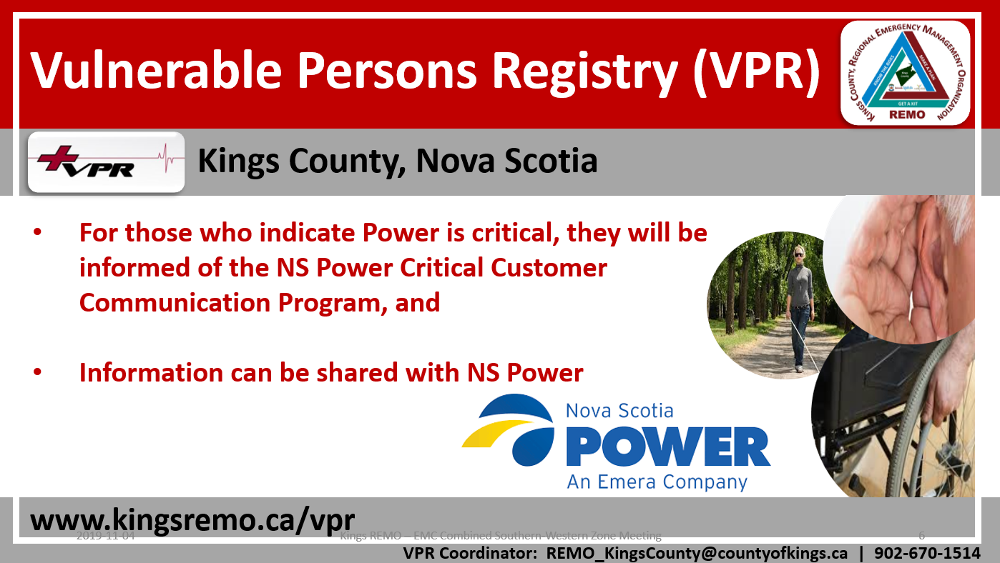 Vulnerable Persons Registry (VPR)
KINGS COUNTY, REGIONAL EMERGENCY MANAGEMENT ORGANIZATION
KNOW THE RISKS
MAKE A PLAN
Kings
County
GET A KIT
REMO
VPR
Kings County, Nova Scotia
• For those who indicate Power is critical, they will be
informed of the NS Power Critical Customer
Communication Program, and
• Information can be shared with NS Power
Nova Scotia
POWER
An Emera Company
www.kingsremo.ca/vpr
2019-11-04
Kings REMO – EMC Combined Southern-Western Zone Meeting
6
VPR Coordinator: REMO_KingsCounty@countyofkings.ca | 902-670-1514